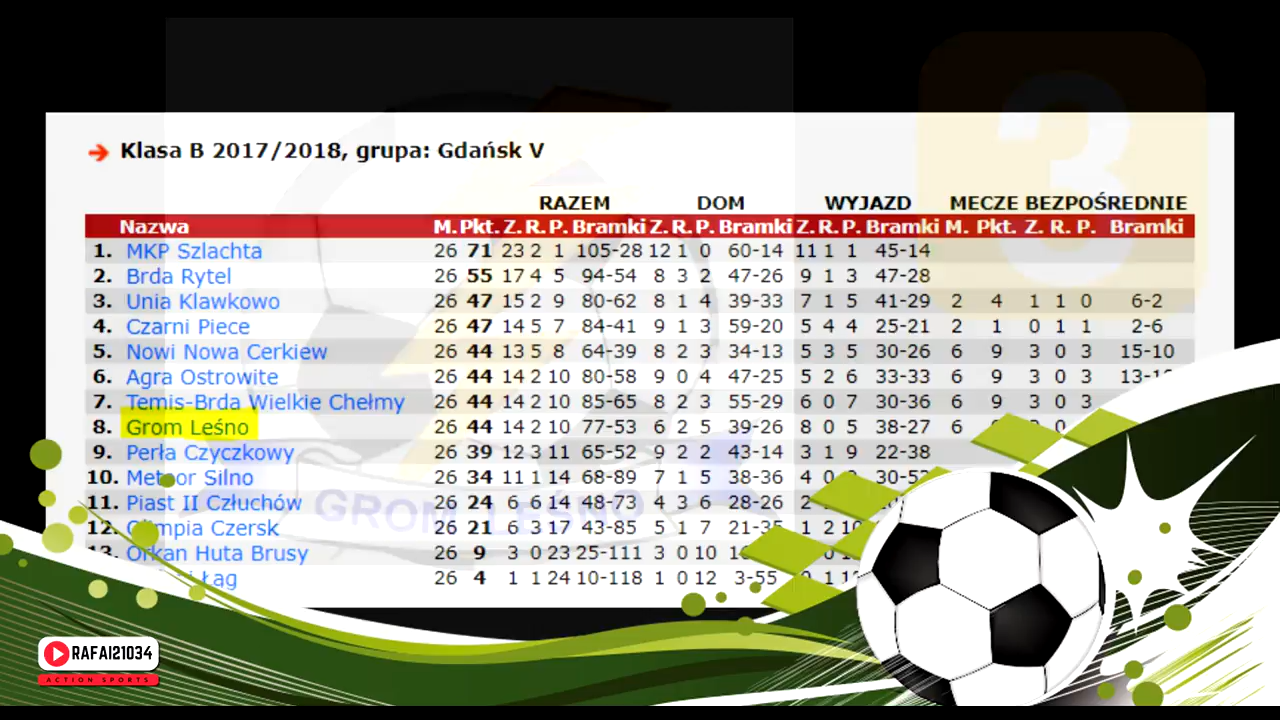 Klasa B 2017/2018, grupa: Gdańsk V
RAZEM DOM WYJAZD MECZE BEZPOŚREDNIE
Nazwa M. Pkt. Z. R. P. Bramki Z. R. P. Bramki Z. R. P. Bramki M. Pkt. Z. R. P. Bramki
1. MKP Szlachta 26 71 23 2 1 105-28 12 1 0 60-14 11 1 1 45-14
2. Brda Rytel 26 55 17 4 5 94-54 8 3 2 47-26 9 1 3 47-28
3. Unia Klawkowo 26 47 15 2 9 80-62 8 1 4 39-33 7 1 5 41-29 2 4 1 1 0 6-2
4. Czarni Piece 26 47 14 5 7 84-41 9 1 3 59-20 5 4 4 25-21 2 1 0 1 1 2-6
5. Nowi Nowa Cerkiew 26 44 13 5 8 64-39 8 2 3 34-13 5 3 5 30-26 6 9 3 0 3 15-10
6. Agra Ostrowite 26 44 14 2 10 80-58 9 0 4 47-25 5 2 6 33-33 6 9 3 0 3
7. Temis-Brda Wielkie Chełmy 26 44 14 2 10 85-65 8 2 3 55-29 6 0 7 30-36 6 9 3 0 3
8. Grom Leśno 26 44 14 2 10 77-53 6 2 5 39-26 8 0 5 38-27 6
9. Perła Czyczkowy 26 39 12 3 11 65-52 9 2 2 43-14 3 1 9 22-38
10. Meteor Silno 26 34 11 1 14 68-89 7 1 5 38-36 4 0
11. Piast II Człuchów 26 24 6 6 14 48-73 4 3 6 28-26 2
12. Olimpia Czersk 26 21 6 3 17 43-85 5 1 7 21-35 1 2 10
13. Orkan Huta Brusy 26 9 3 0 23 25-111 3 0 10
Łąg 26 4 1 1 24 10-118 1 0 12 3-55 0 1
GROM LEŚNO
3
RAFAI21034
ACTION SPORTS